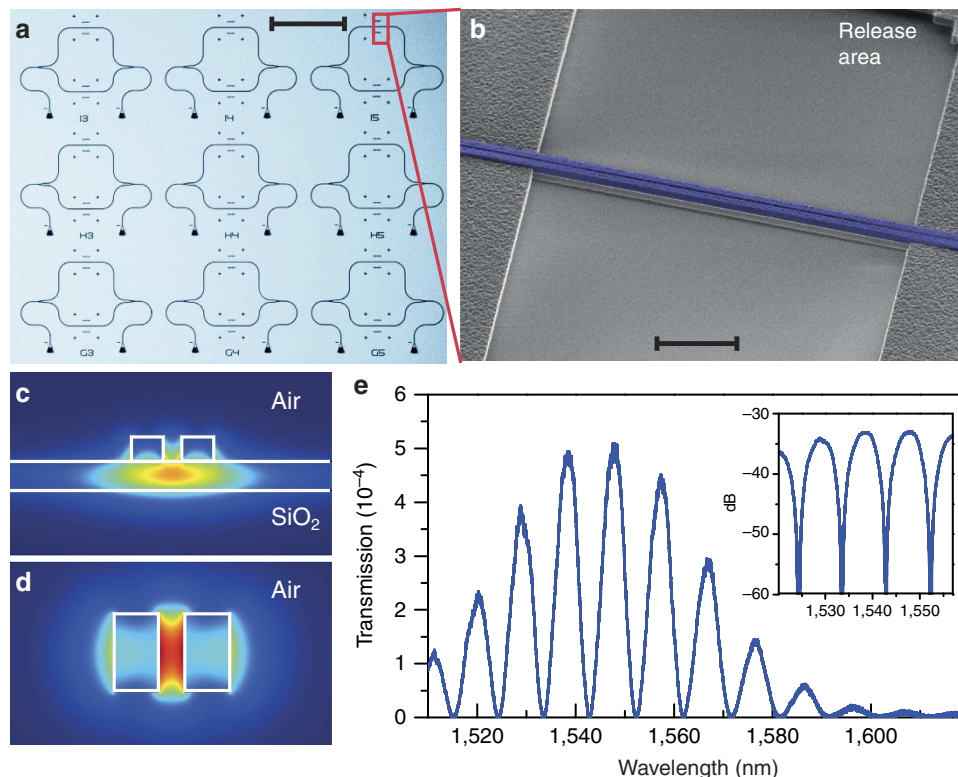 a
I3 I4 I5
H3 H4 H5
G3 G4 G5
b
Release
area
c
Air
SiO₂
d
Air
e
Transmission (10⁻⁴)
6
5
4
3
2
1
0
1,520 1,540 1,560 1,580 1,600
Wavelength (nm)
dB
−30
−40
−50
−60
1,530 1,540 1,550